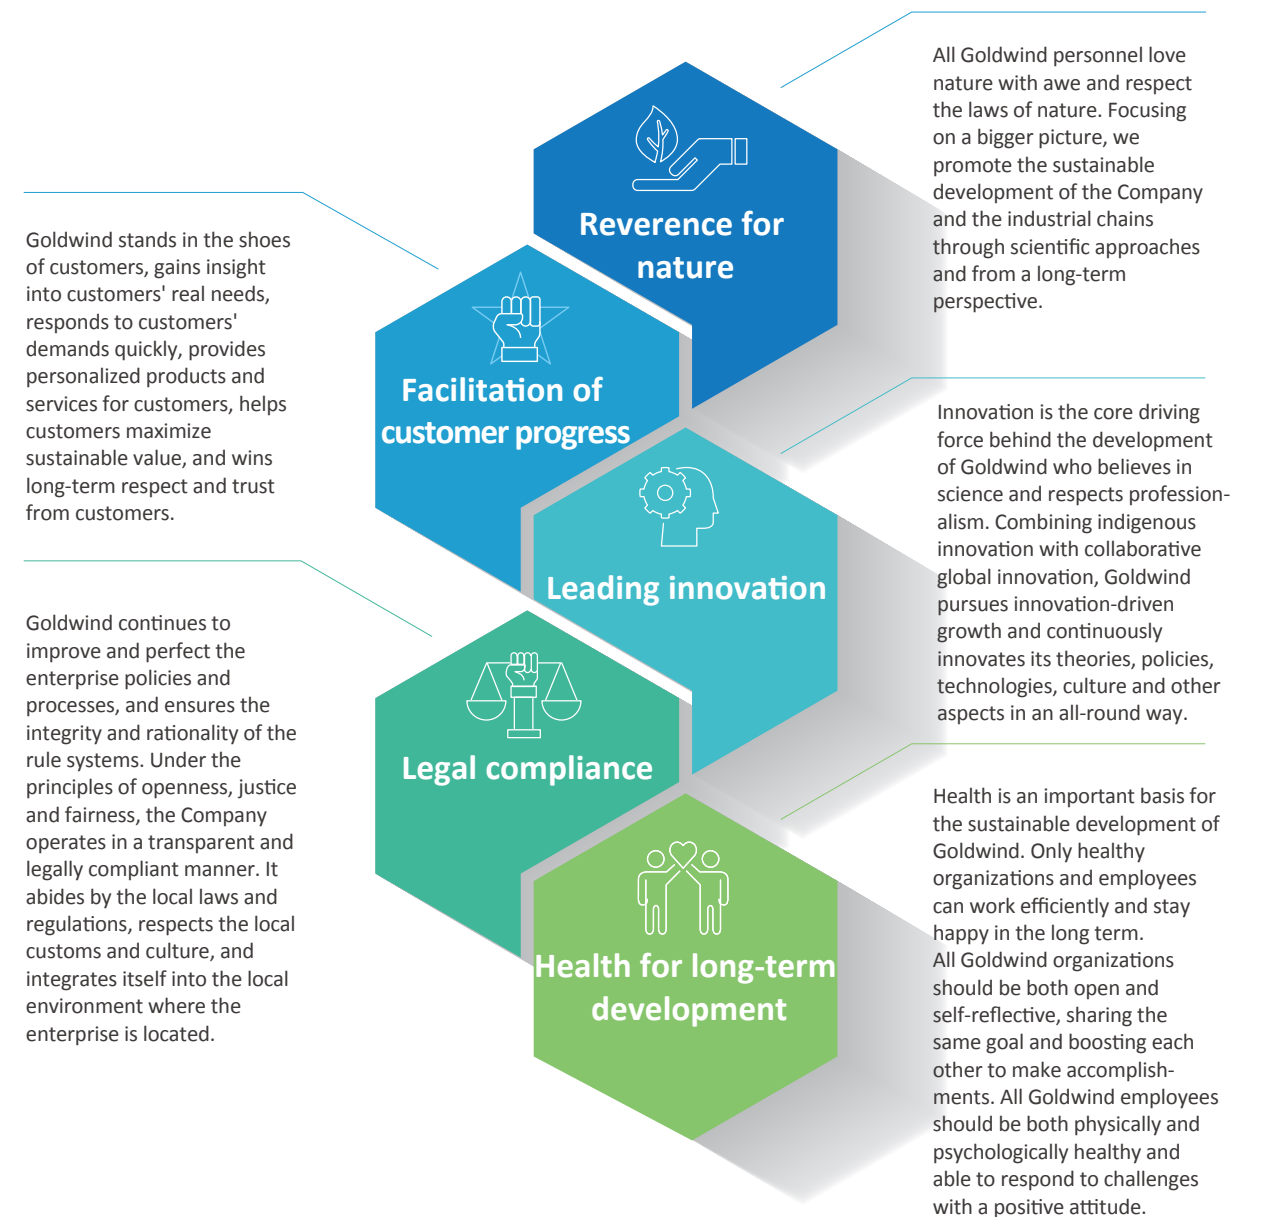 All Goldwind personnel love
nature with awe and respect
the laws of nature. Focusing
on a bigger picture, we
promote the sustainable
development of the Company
and the industrial chains
through scientific approaches
and from a long-term
perspective.
Reverence for
nature
Goldwind stands in the shoes
of customers, gains insight
into customers' real needs,
responds to customers'
demands quickly, provides
personalized products and
services for customers, helps
customers maximize
sustainable value, and wins
long-term respect and trust
from customers.
Facilitation of
customer progress
Innovation is the core driving
force behind the development
of Goldwind who believes in
science and respects profession-
alism. Combining indigenous
innovation with collaborative
global innovation, Goldwind
pursues innovation-driven
growth and continuously
innovates its theories, policies,
technologies, culture and other
aspects in an all-round way.
Leading innovation
Goldwind continues to
improve and perfect the
enterprise policies and
processes, and ensures the
integrity and rationality of the
rule systems. Under the
principles of openness, justice
and fairness, the Company
operates in a transparent and
legally compliant manner. It
abides by the local laws and
regulations, respects the local
customs and culture, and
integrates itself into the local
environment where the
enterprise is located.
Legal compliance
Health is an important basis for
the sustainable development of
Goldwind. Only healthy
organizations and employees
can work efficiently and stay
happy in the long term.
All Goldwind organizations
should be both open and
self-reflective, sharing the
same goal and boosting each
other to make accomplish-
ments. All Goldwind employees
should be both physically and
psychologically healthy and
able to respond to challenges
with a positive attitude.
Health for long-term
development